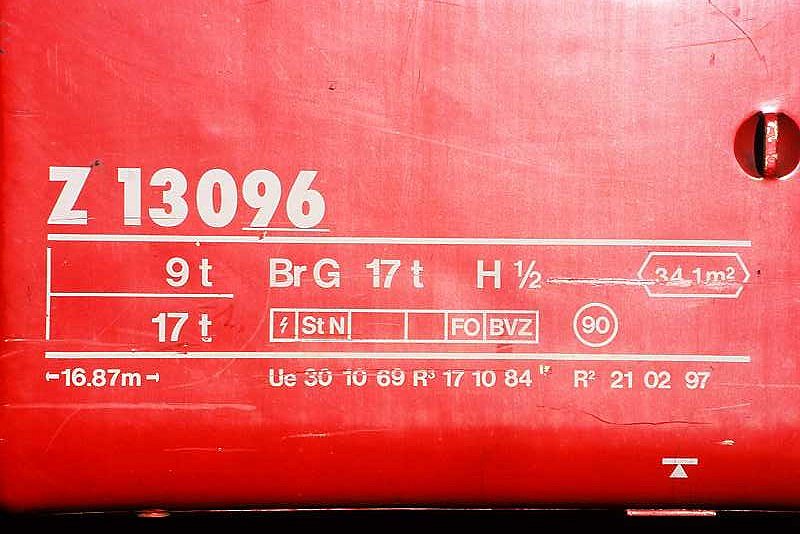 Z 13096
9 t Br G 17 t H ½ 34.1m²
17 t St N FO BVZ 90
16.87m Ue 30 10 69 R³ 17 10 84 R² 21 02 97